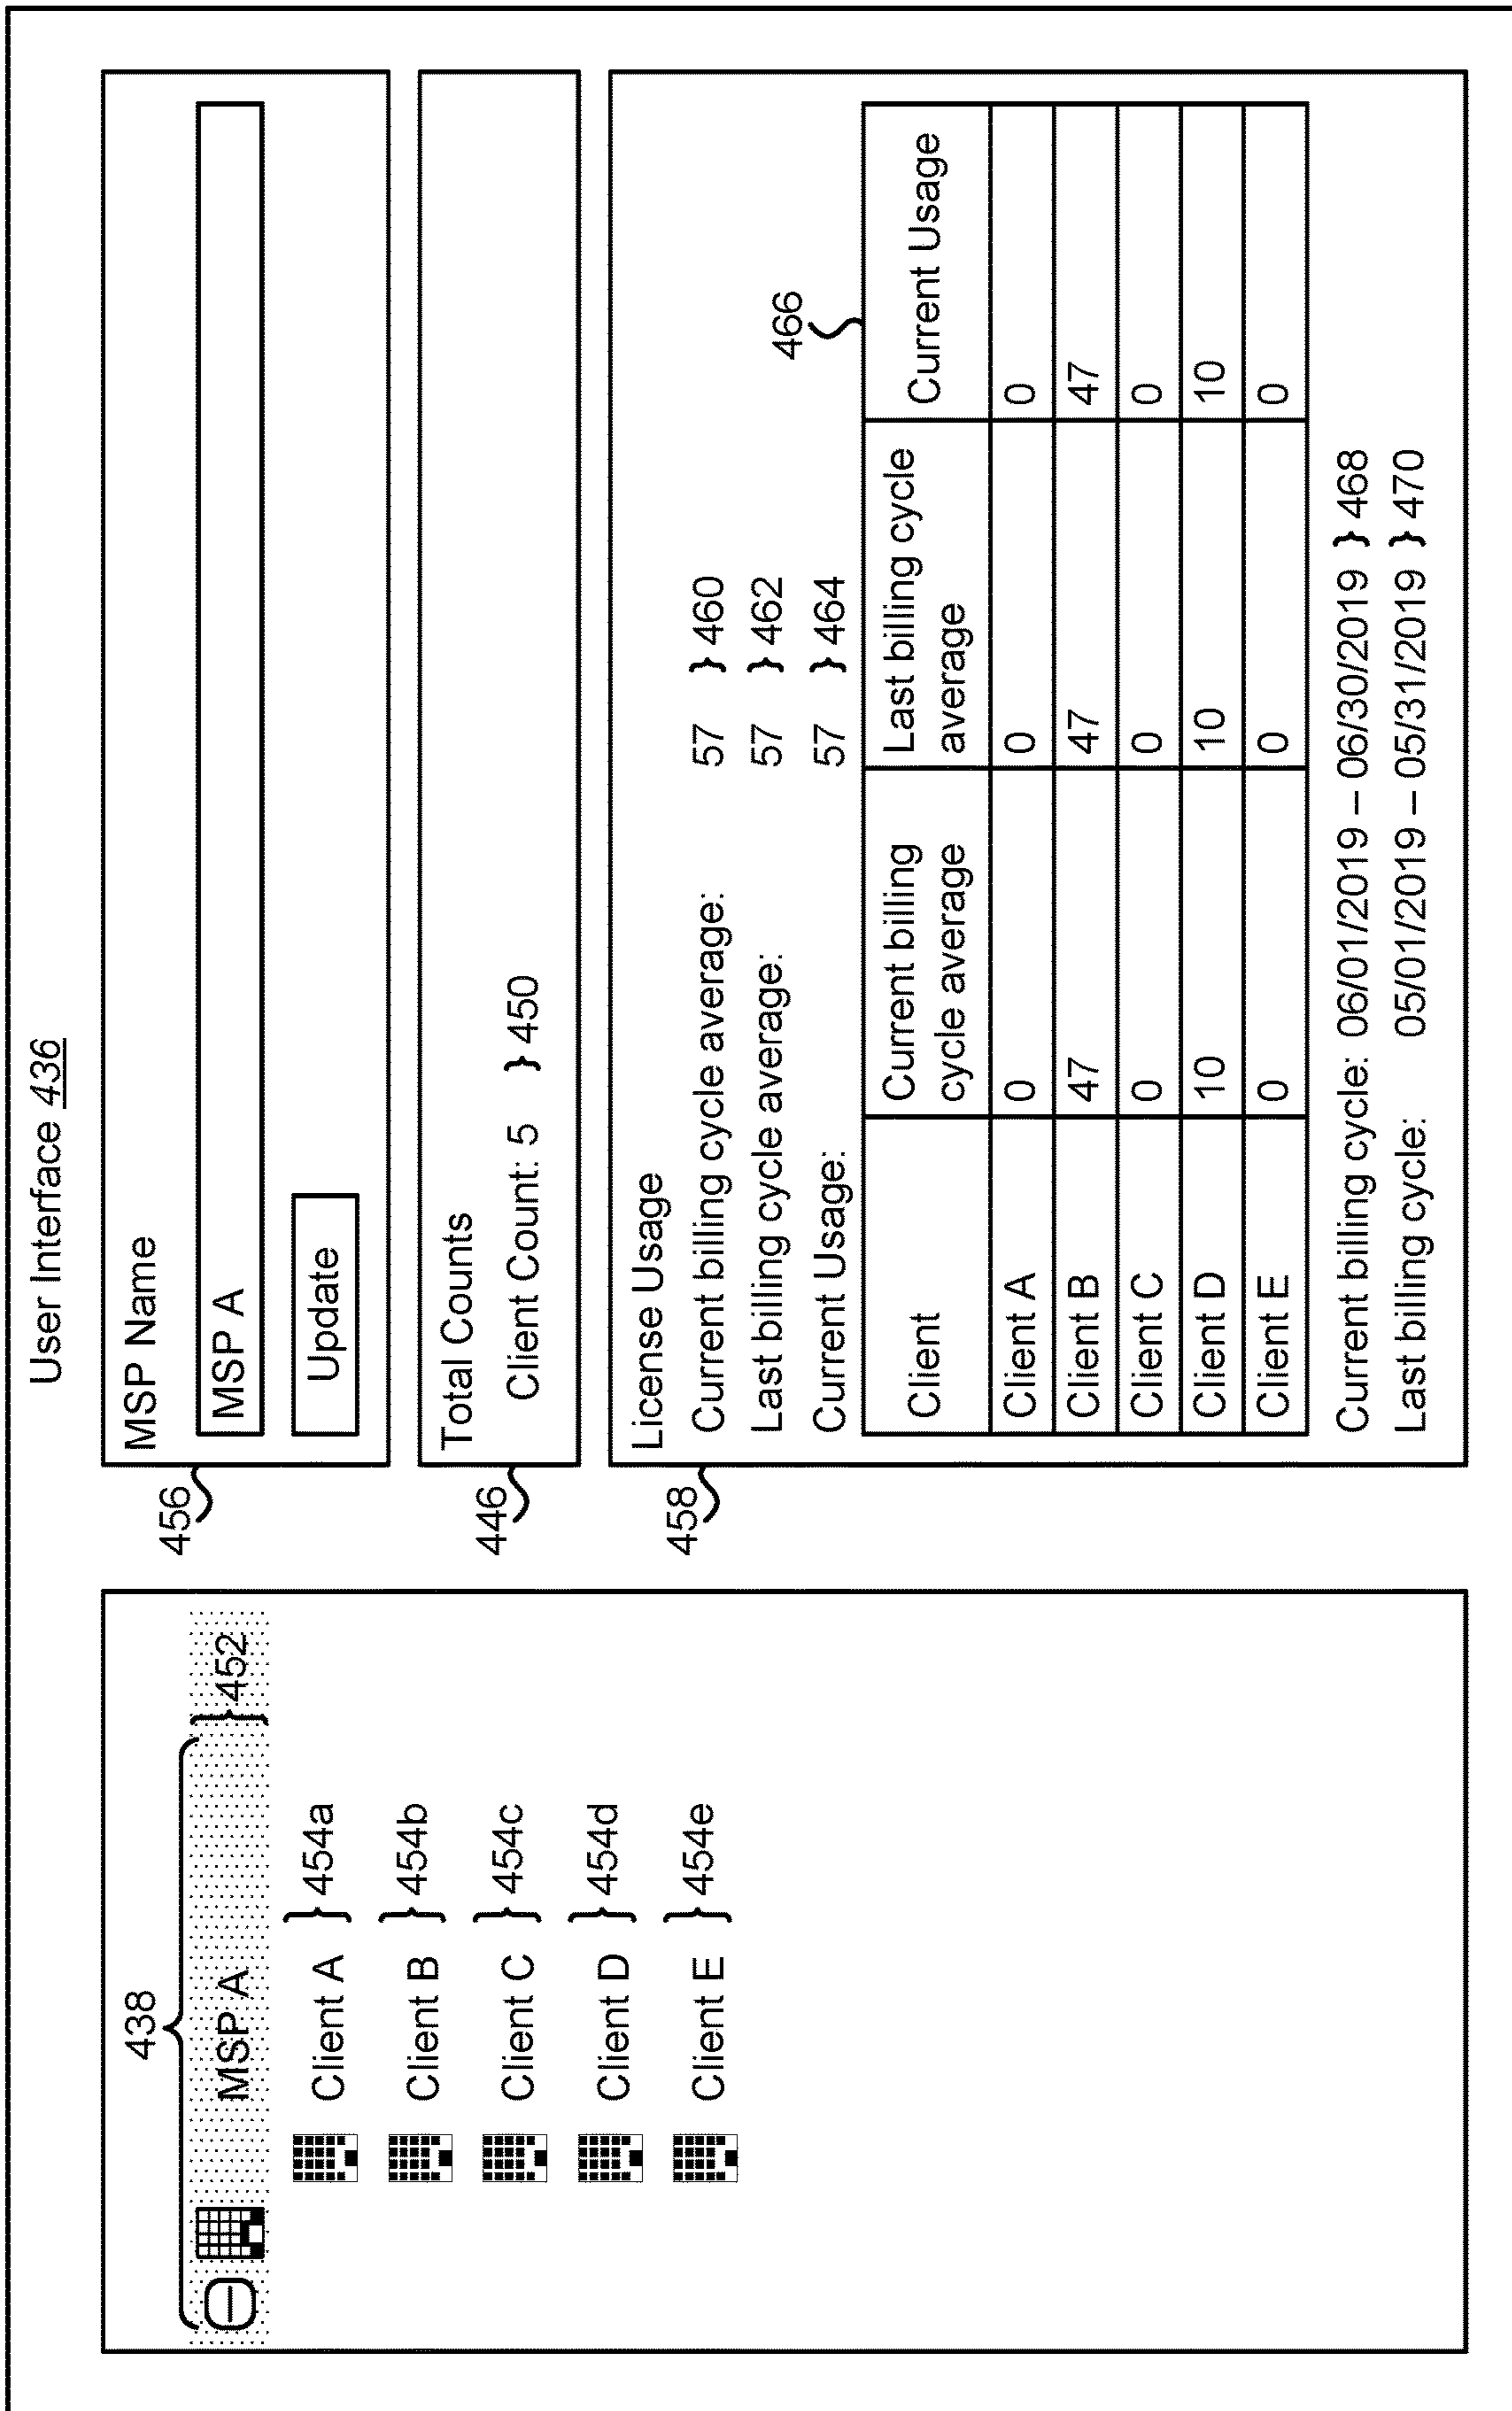 User Interface 436
438
MSP A 452
Client A 454a
Client B 454b
Client C 454c
Client D 454d
Client E 454e
456
MSP Name
MSP A
Update
446
Total Counts
Client Count: 5 450
458
License Usage
Current billing cycle average: 57 460
Last billing cycle average: 57 462
Current Usage: 57 464
466
Client Current billing cycle average Last billing cycle average Current Usage
Client A 0 0 0
Client B 47 47 47
Client C 0 0 0
Client D 10 10 10
Client E 0 0 0
Current billing cycle: 06/01/2019 – 06/30/2019 468
Last billing cycle: 05/01/2019 – 05/31/2019 470